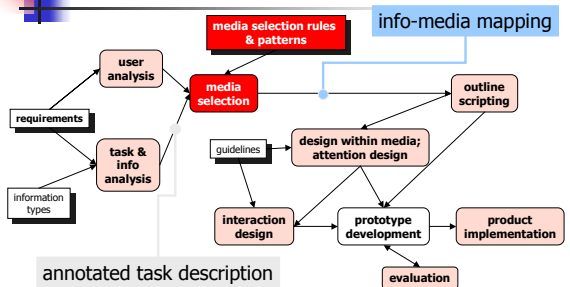 info-media mapping
media selection rules
& patterns
user
analysis
media
selection
outline
scripting
requirements
guidelines
design within media;
attention design
task &
info
analysis
information
types
interaction
design
prototype
development
product
implementation
annotated task description
evaluation